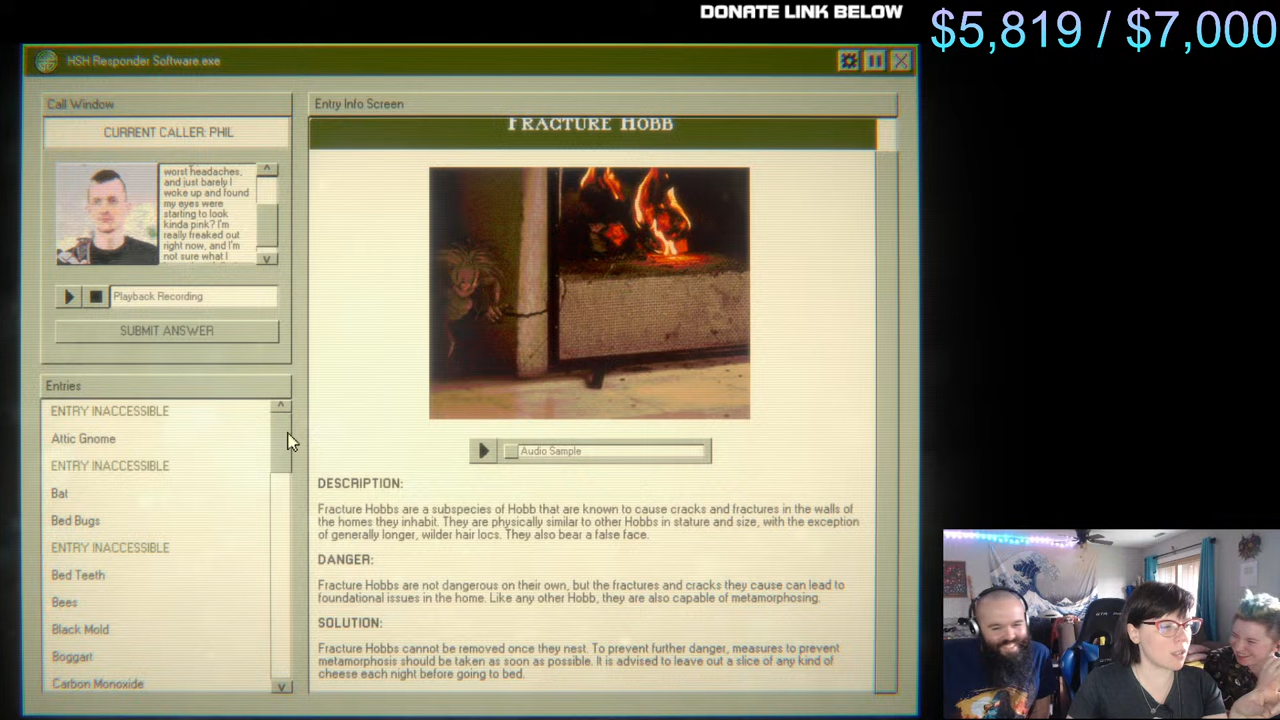 DONATE LINK BELOW
$5,819 / $7,000
HSH Responder Software.exe
Call Window
CURRENT CALLER: PHIL
worst headaches,
and just barely I
woke up and found
my eyes were
starting to look
kinda pink? I'm
really freaked out
right now, and I'm
not sure what I
Playback Recording
SUBMIT ANSWER
Entries
ENTRY INACCESSIBLE
Attic Gnome
ENTRY INACCESSIBLE
Bat
Bed Bugs
ENTRY INACCESSIBLE
Bed Teeth
Bees
Black Mold
Boggart
Carbon Monoxide
Entry Info Screen
FRACTURE HOBB
Audio Sample
DESCRIPTION:
Fracture Hobbs are a subspecies of Hobb that are known to cause cracks and fractures in the walls of
the homes they inhabit. They are physically similar to other Hobbs in stature and size, with the exception
of generally longer, wilder hair locs. They also bear a false face.
DANGER:
Fracture Hobbs are not dangerous on their own, but the fractures and cracks they cause can lead to
foundational issues in the home. Like any other Hobb, they are also capable of metamorphosing.
SOLUTION:
Fracture Hobbs cannot be removed once they nest. To prevent further danger, measures to prevent
metamorphosis should be taken as soon as possible. It is advised to leave out a slice of any kind of
cheese each night before going to bed.